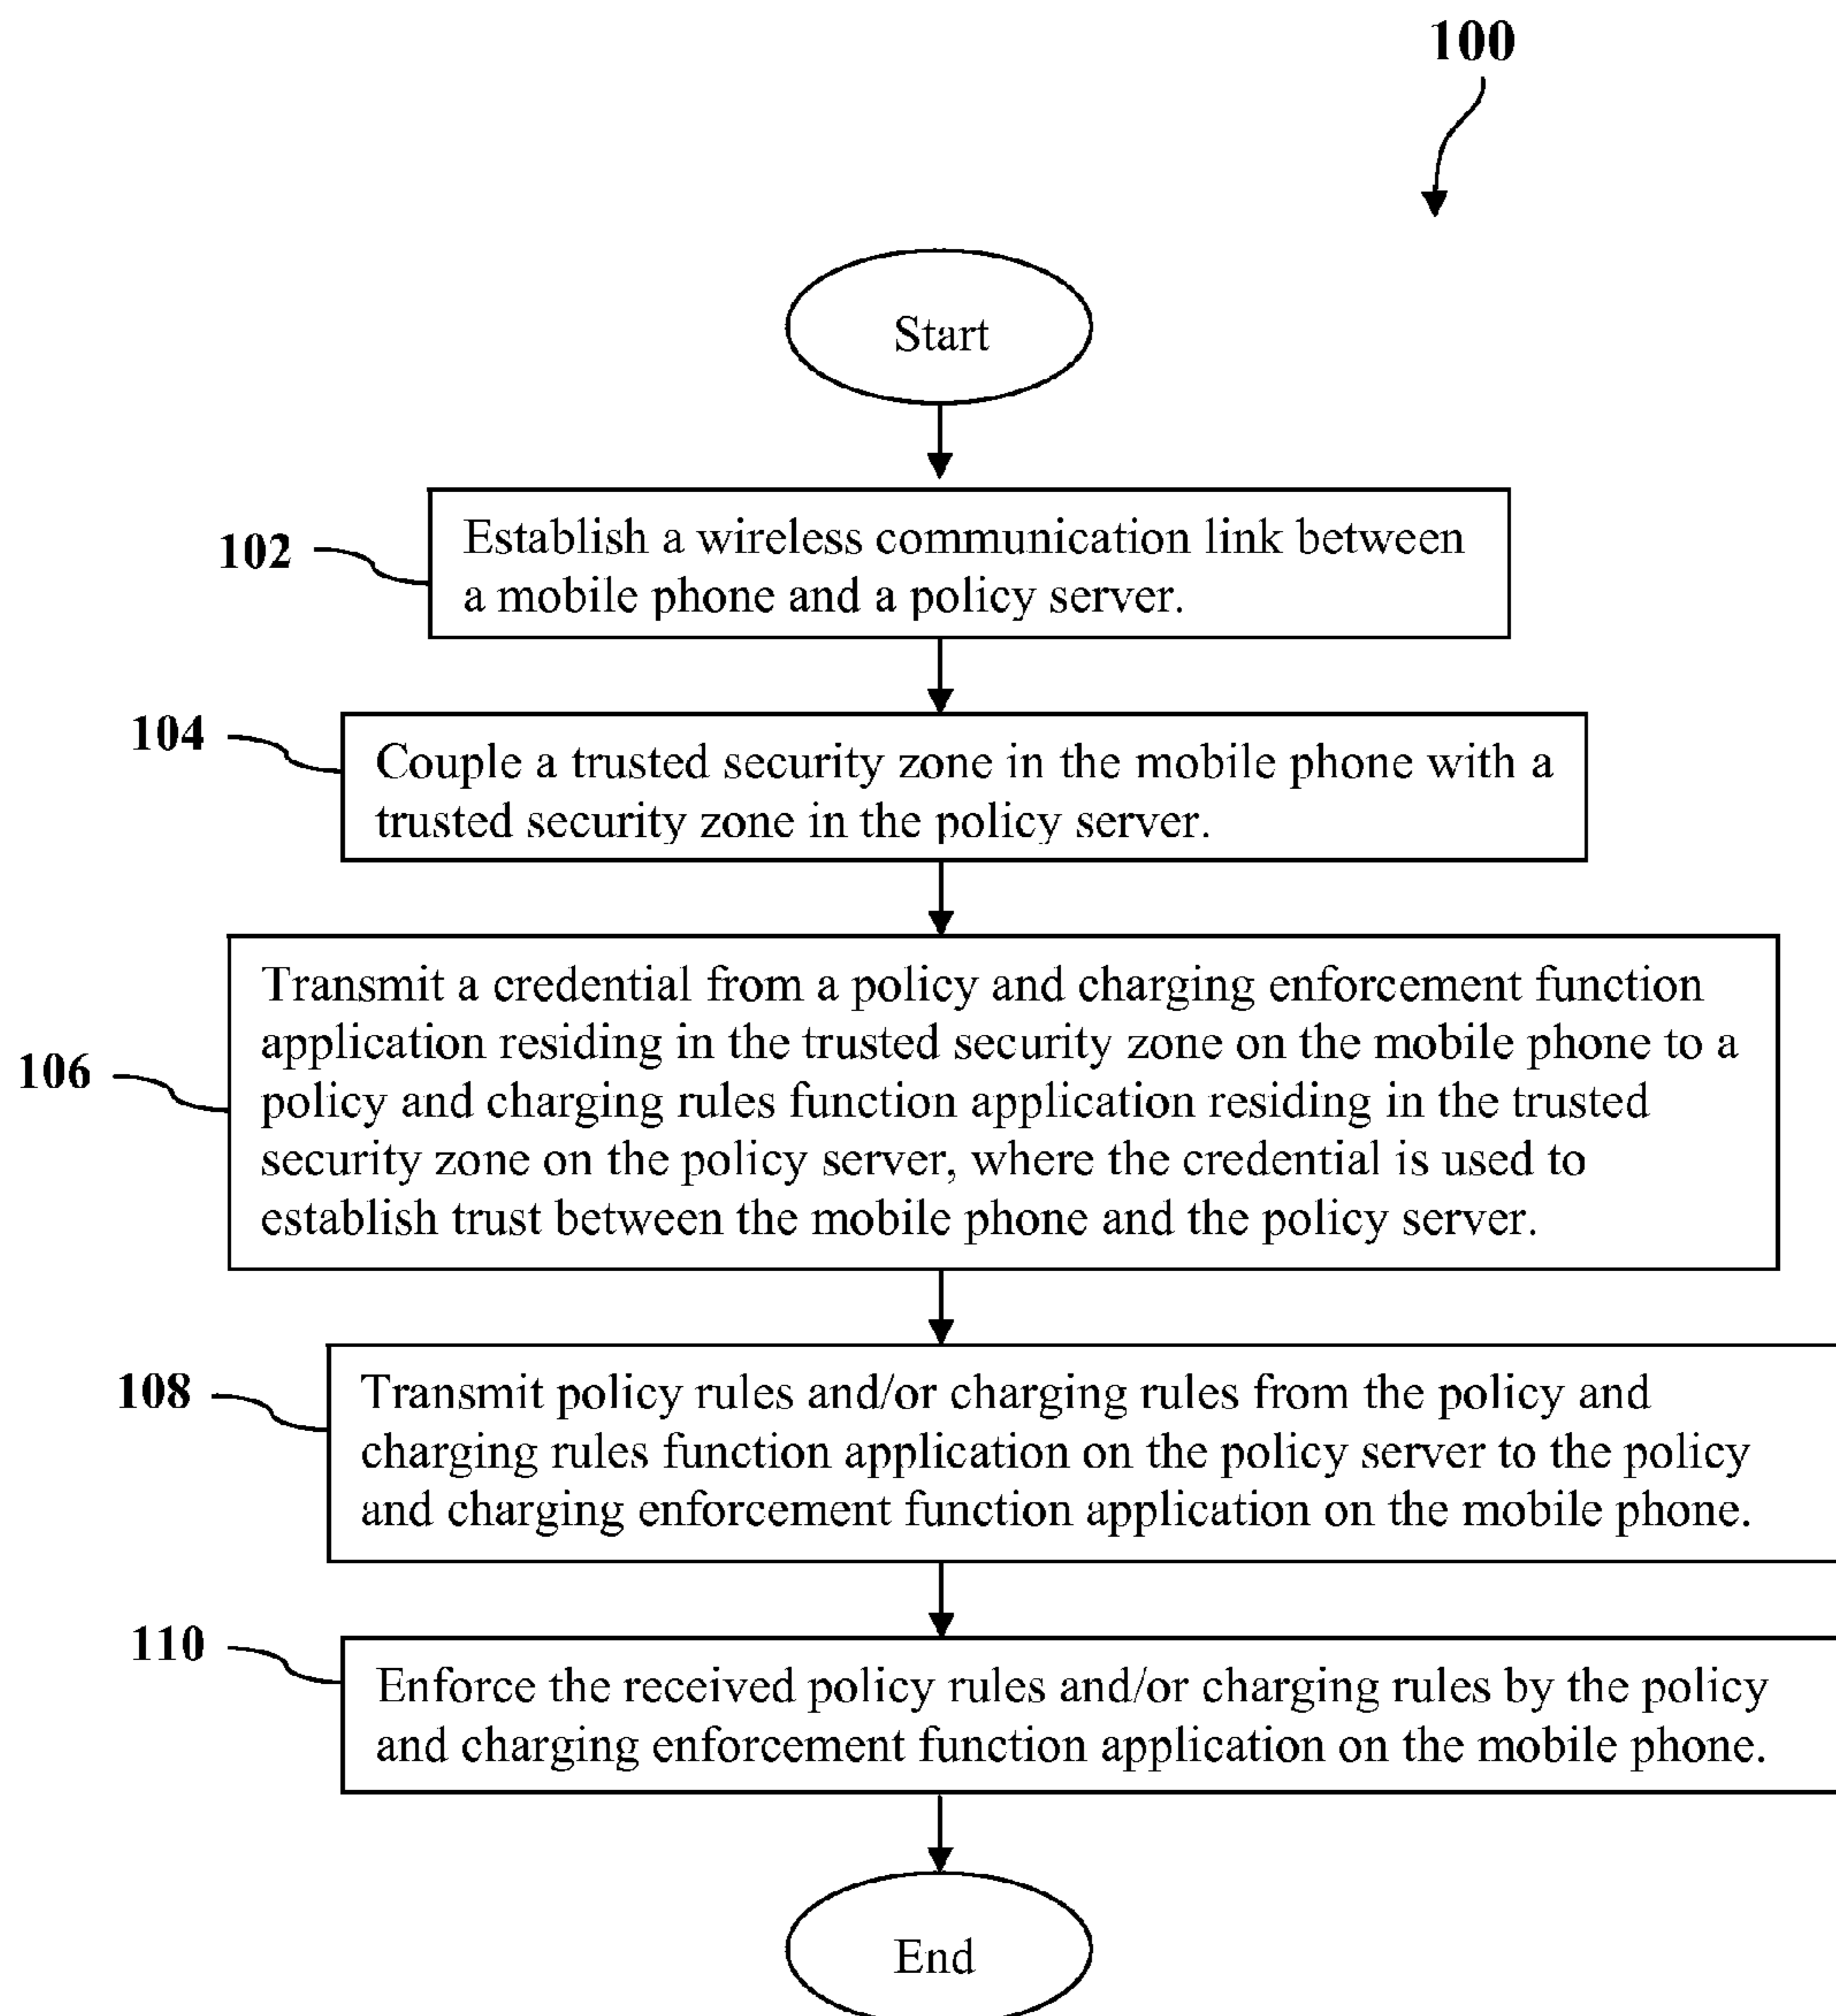 100
Start
102
Establish a wireless communication link between
a mobile phone and a policy server.
104
Couple a trusted security zone in the mobile phone with a
trusted security zone in the policy server.
106
Transmit a credential from a policy and charging enforcement function
application residing in the trusted security zone on the mobile phone to a
policy and charging rules function application residing in the trusted
security zone on the policy server, where the credential is used to
establish trust between the mobile phone and the policy server.
108
Transmit policy rules and/or charging rules from the policy and
charging rules function application on the policy server to the policy
and charging enforcement function application on the mobile phone.
110
Enforce the received policy rules and/or charging rules by the policy
and charging enforcement function application on the mobile phone.
End